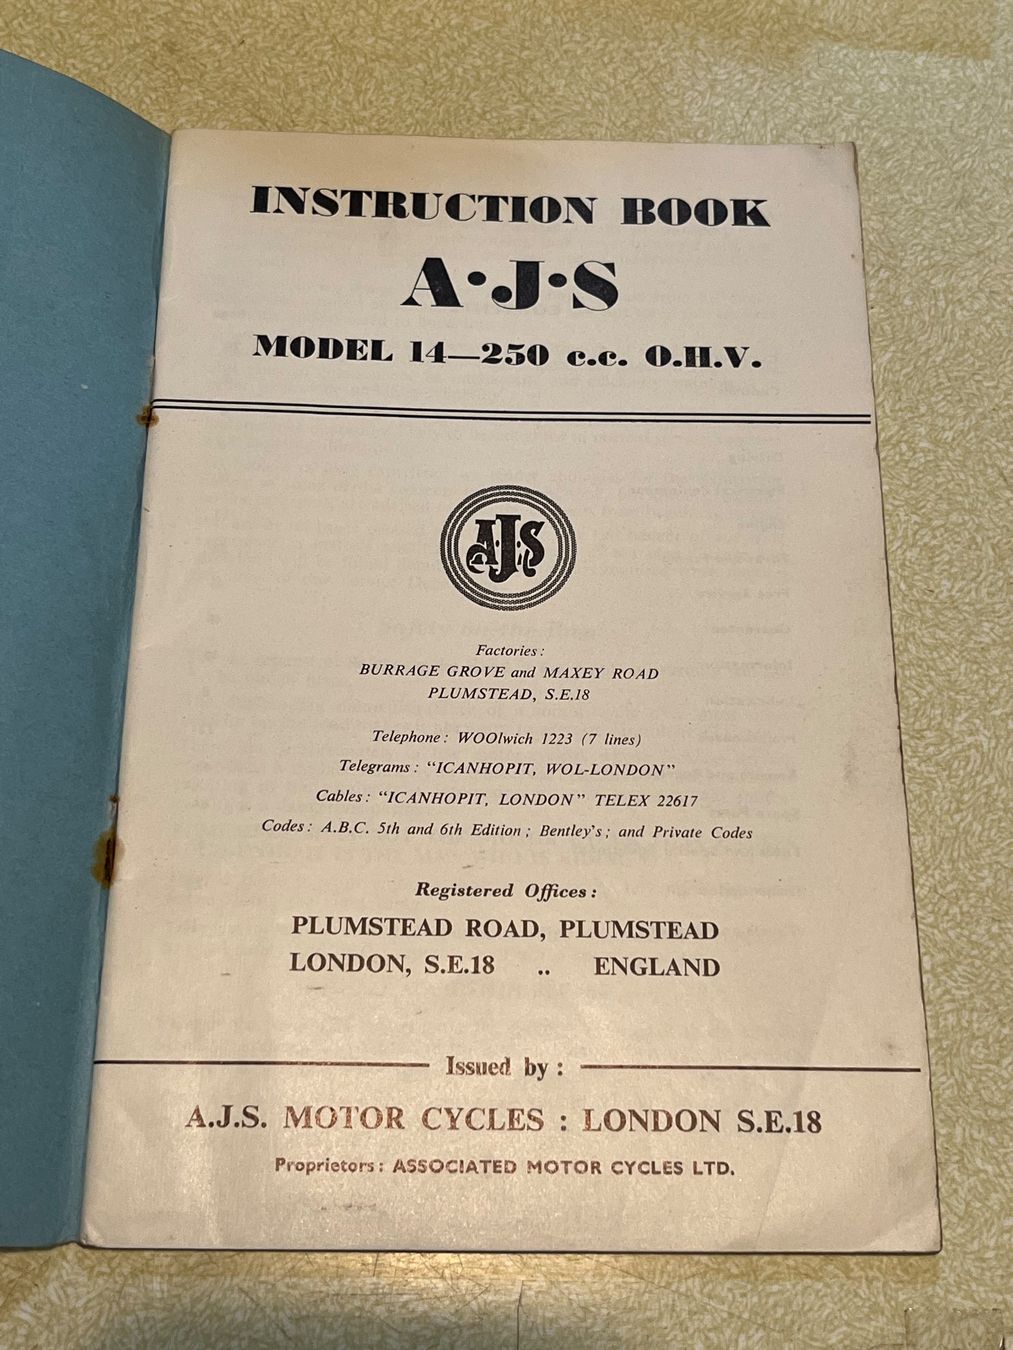 INSTRUCTION BOOK
A·J·S
MODEL 14—250 c.c. O.H.V.
AJS
Factories:
BURRAGE GROVE and MAXEY ROAD
PLUMSTEAD, S.E.18
Telephone: WOOlwich 1223 (7 lines)
Telegrams: "ICANHOPIT, WOL-LONDON"
Cables: "ICANHOPIT, LONDON" TELEX 22617
Codes: A.B.C. 5th and 6th Edition; Bentley's; and Private Codes
Registered Offices:
PLUMSTEAD ROAD, PLUMSTEAD
LONDON, S.E.18 .. ENGLAND
Issued by:
A.J.S. MOTOR CYCLES : LONDON S.E.18
Proprietors: ASSOCIATED MOTOR CYCLES LTD.